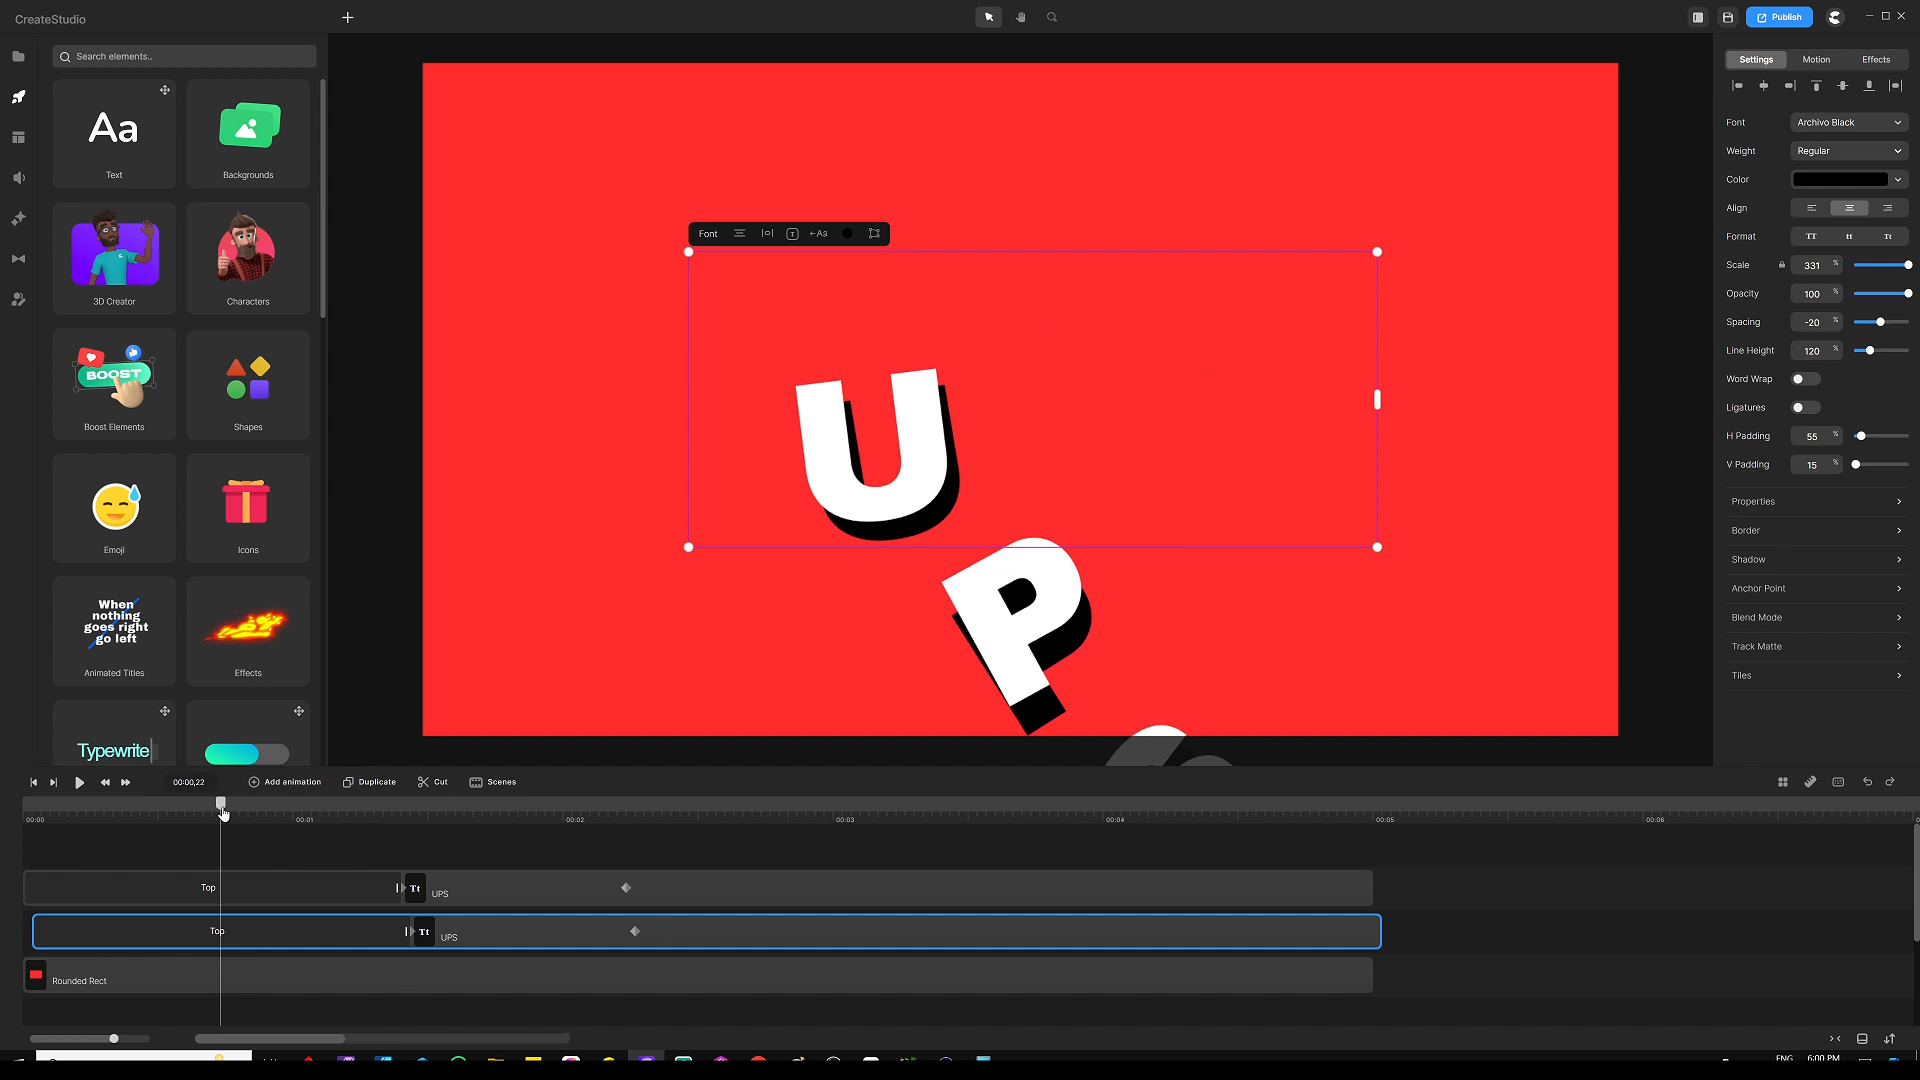 CreateStudio
+
Publish
Search elements..
Aa
Text
Backgrounds
3D Creator
Characters
BOOST
Boost Elements
Shapes
Emoji
Icons
When
nothing
goes right
go left
Animated Titles
Effects
Typewrite
Font
Aa
U
P
S
Settings Motion Effects
Font Archivo Black
Weight Regular
Color
Align
Format TT tt Tt
Scale 331 %
Opacity 100 %
Spacing -20 %
Line Height 120 %
Word Wrap
Ligatures
H Padding 55 %
V Padding 15 %
Properties
Border
Shadow
Anchor Point
Blend Mode
Track Matte
Tiles
00:00,22
Add animation Duplicate Cut Scenes
00:00 00:01 00:02 00:03 00:04 00:05 00:06
Top Tt UPS
Top Tt UPS
Rounded Rect
ENG 6:00 PM